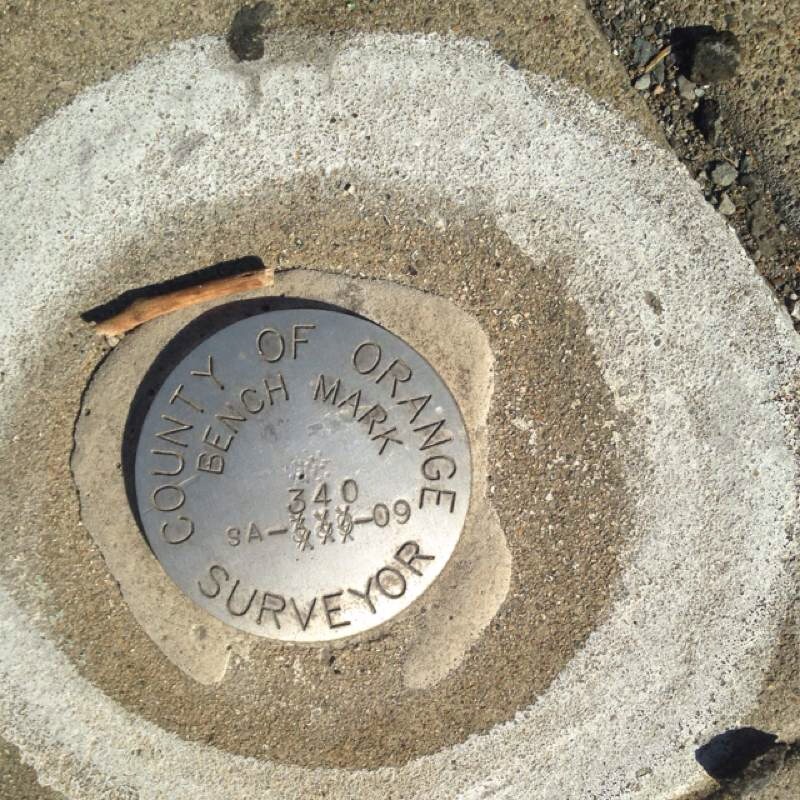 COUNTY OF ORANGE
BENCH MARK
340
SA-
-09
SURVEYOR